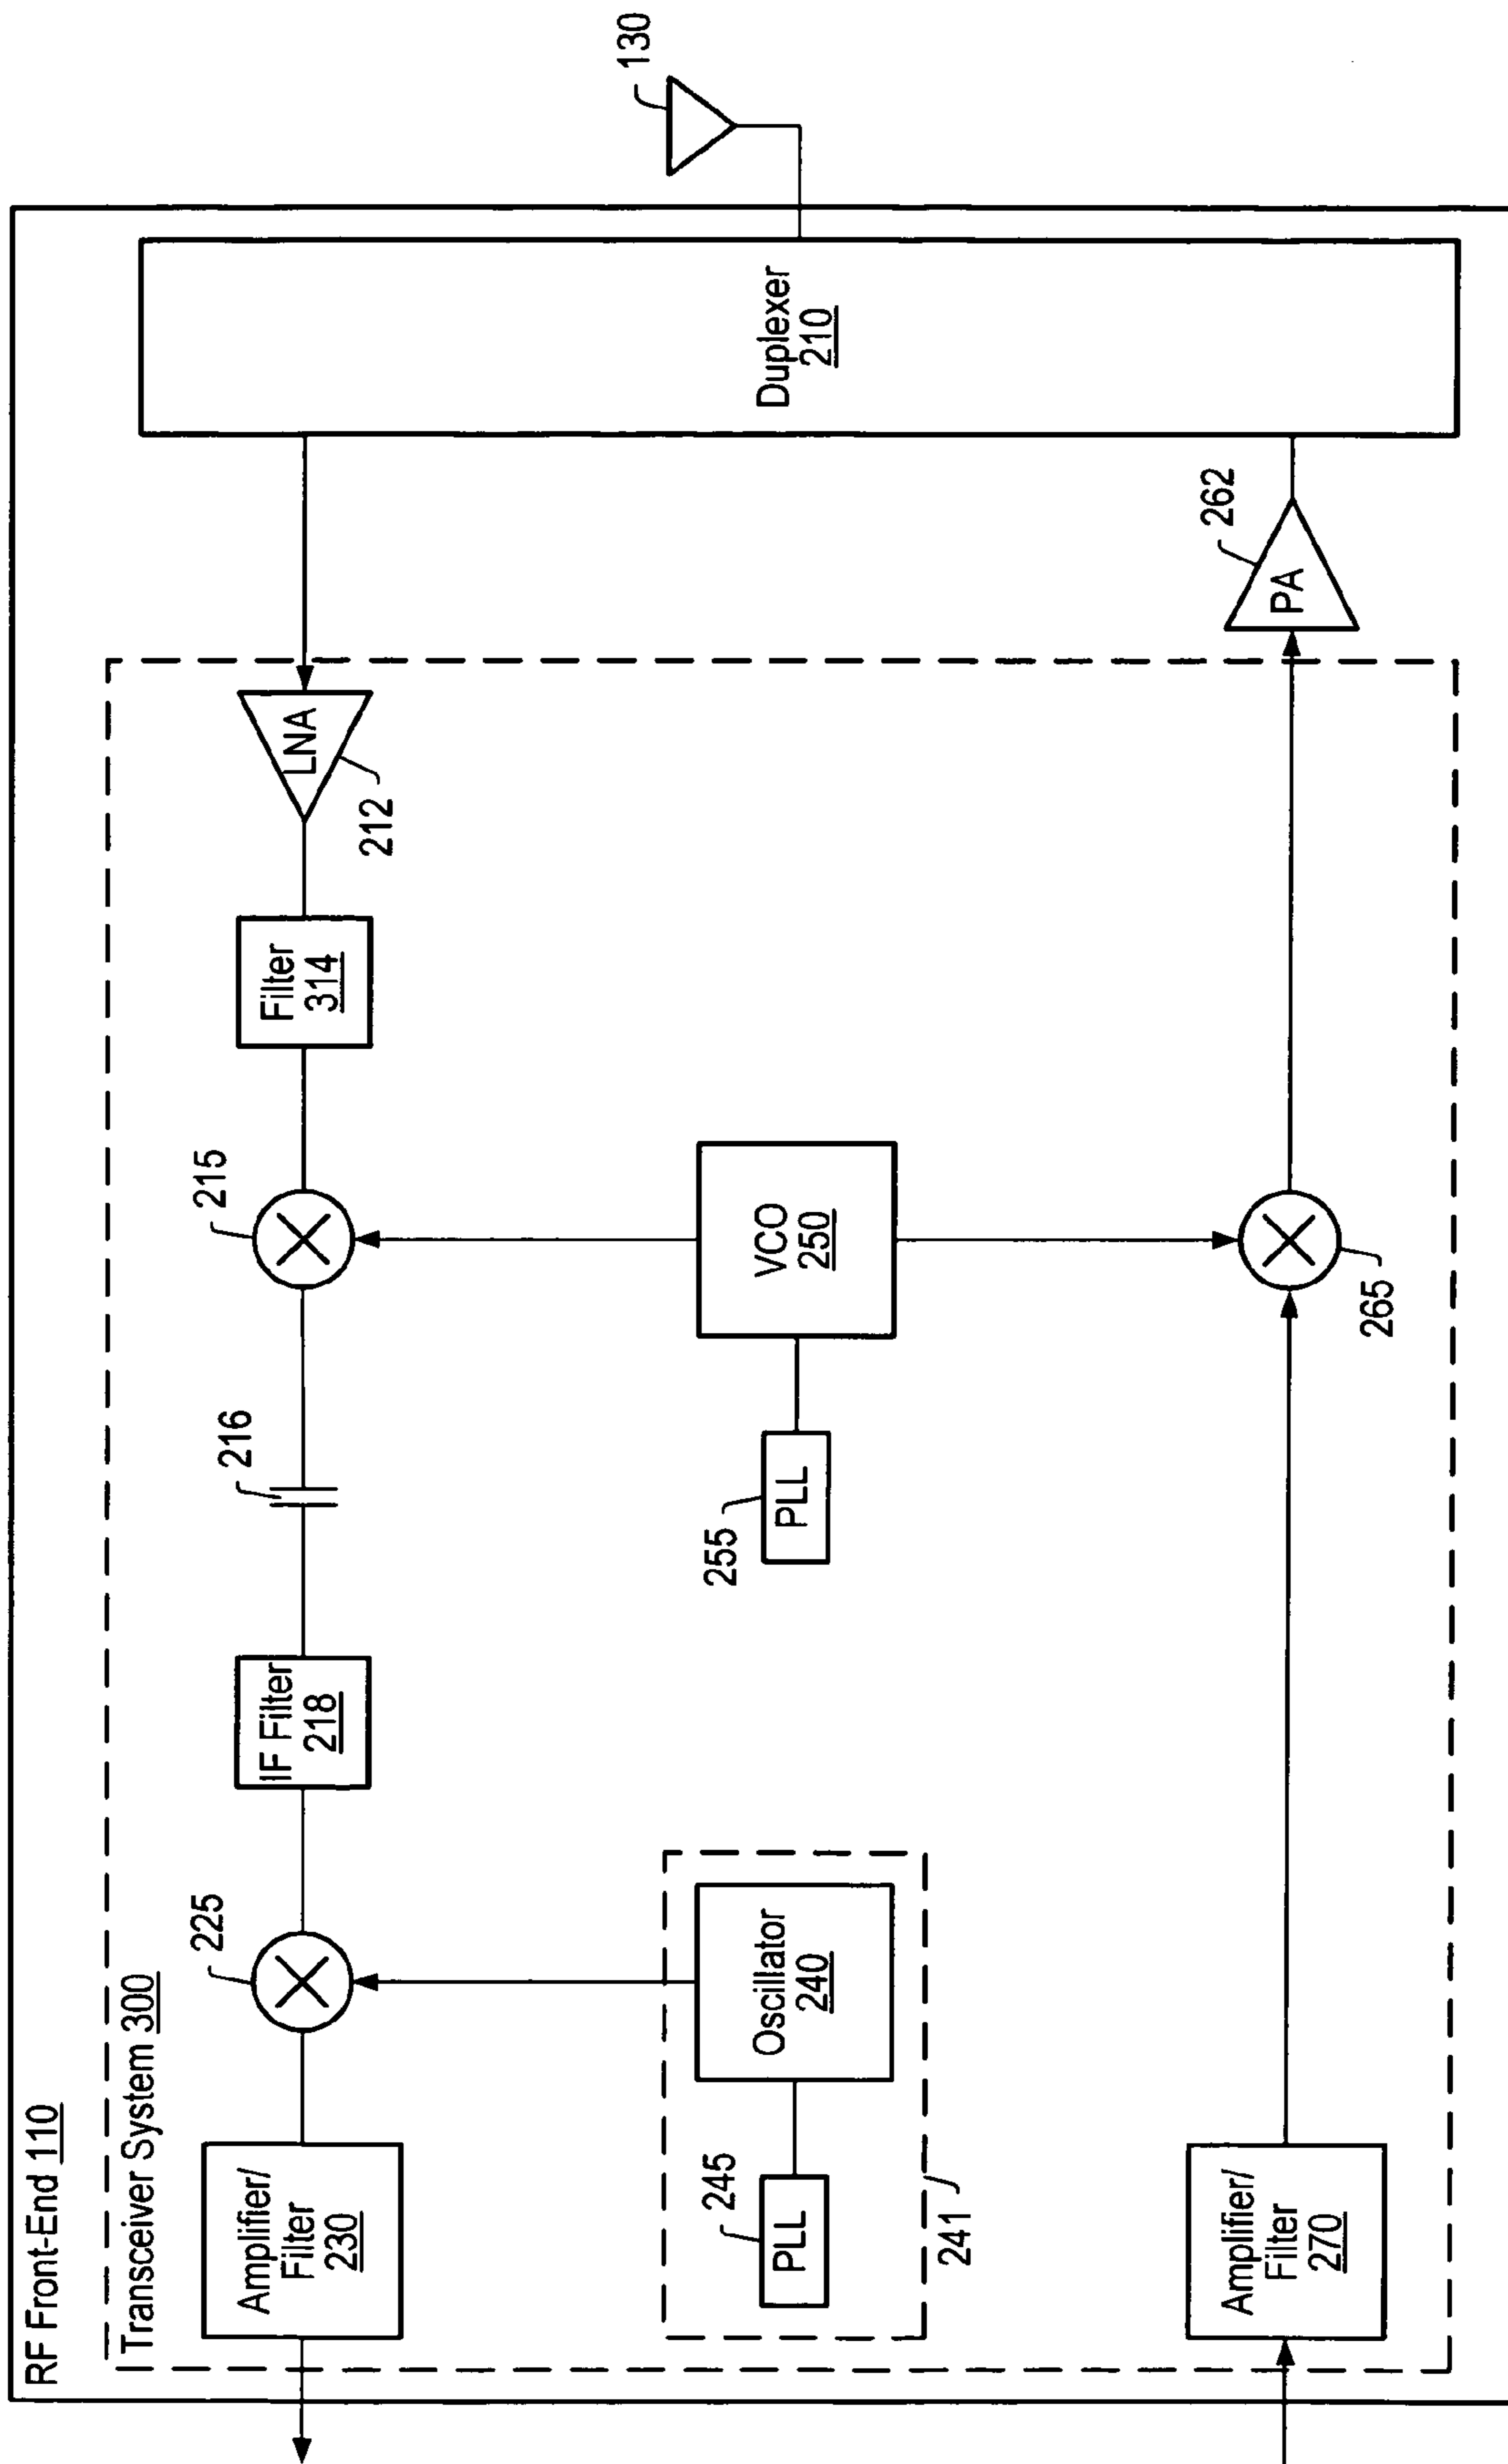 RF Front-End 110
Transceiver System 300
Amplifier/
Filter
230
225
IF Filter
218
216
215
Filter
314
LNA
212
Duplexer
210
130
245
PLL
Oscillator
240
241
255
PLL
VCO
250
Amplifier/
Filter
270
265
PA
262